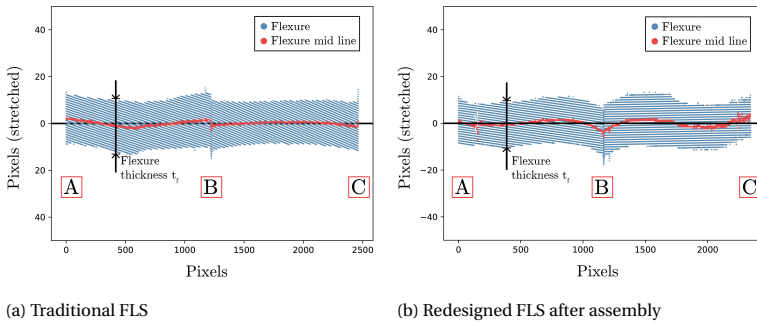 40
20
0
20
40
Pixels (stretched)
Flexure
Flexure mid line
Flexure
thickness t_f
A
B
C
0
500
1000
1500
2000
2500
Pixels
(a) Traditional FLS
40
20
0
−20
−40
Pixels (stretched)
Flexure
Flexure mid line
Flexure
thickness t_f
A
B
C
0
500
1000
1500
2000
Pixels
(b) Redesigned FLS after assembly